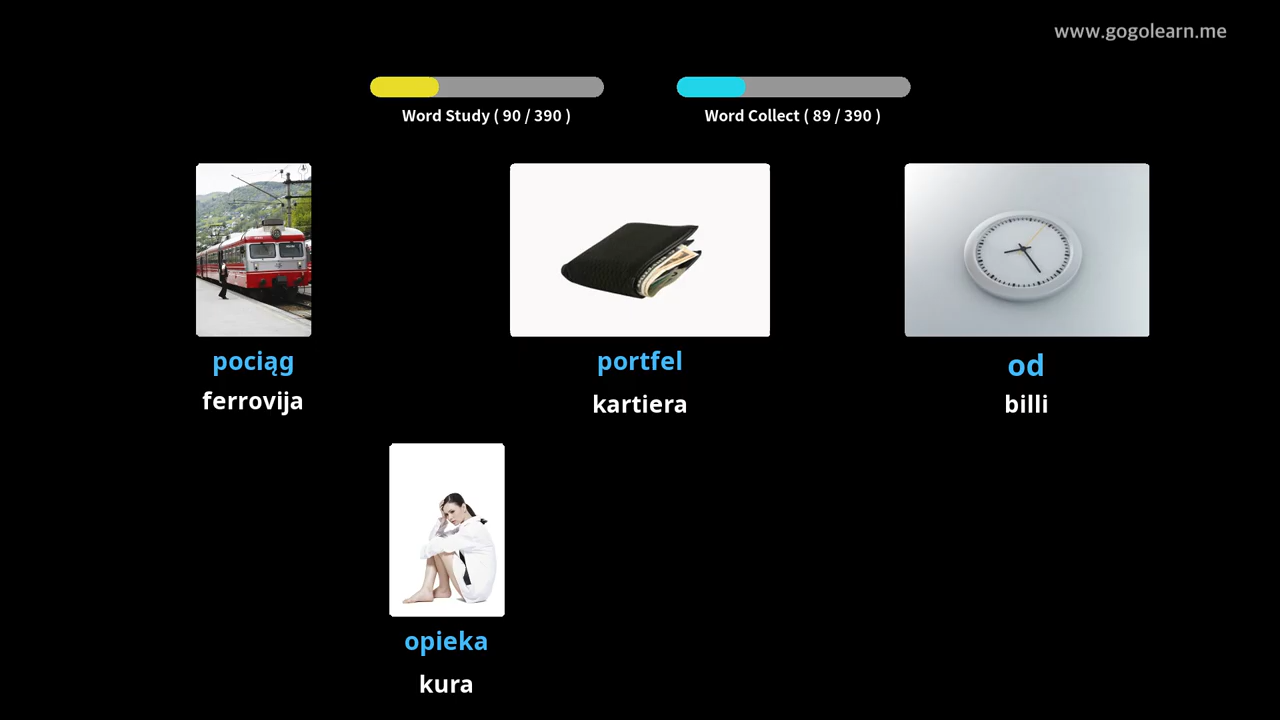 www.gogolearn.me
Word Study ( 90 / 390 )
Word Collect ( 89 / 390 )
pociąg
ferrovija
portfel
kartiera
od
billi
opieka
kura